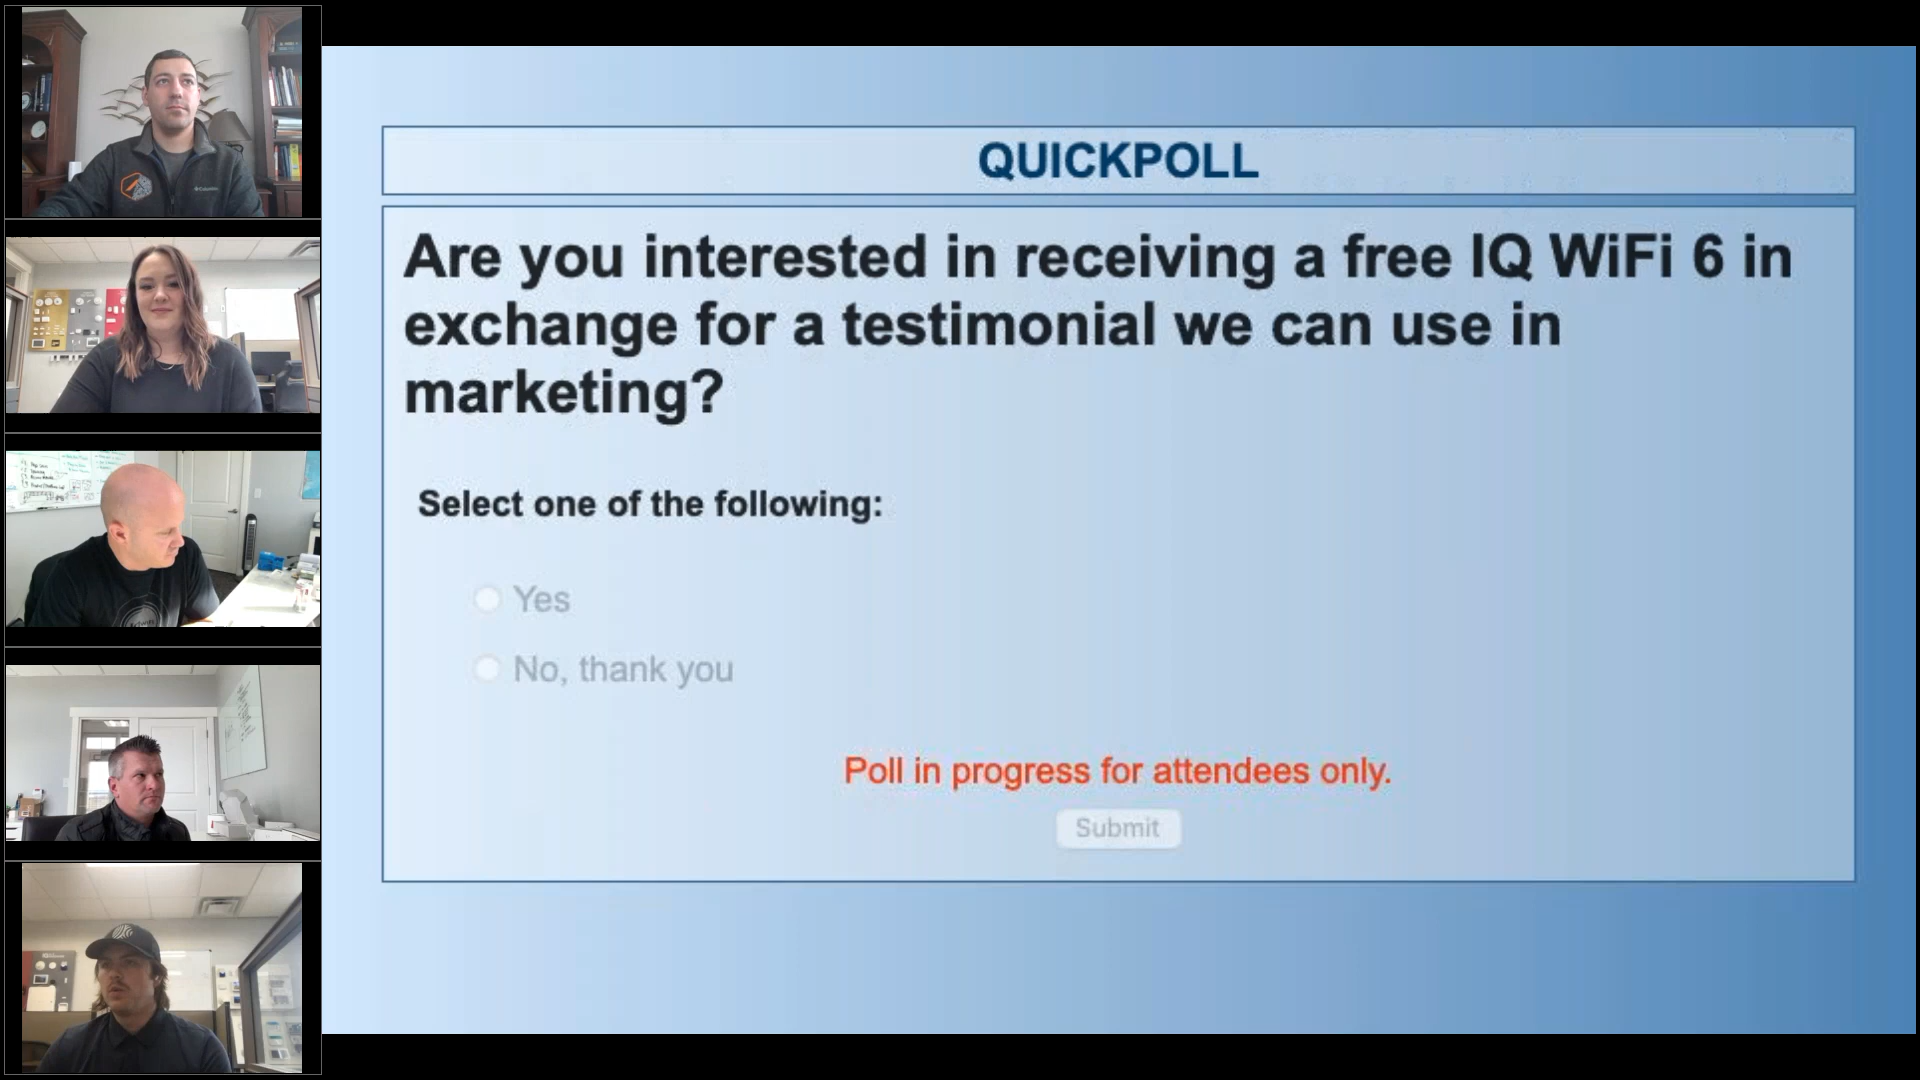 QUICKPOLL
Are you interested in receiving a free IQ WiFi 6 in
exchange for a testimonial we can use in
marketing?
Select one of the following:
Yes
No, thank you
Poll in progress for attendees only.
Submit
Columbia